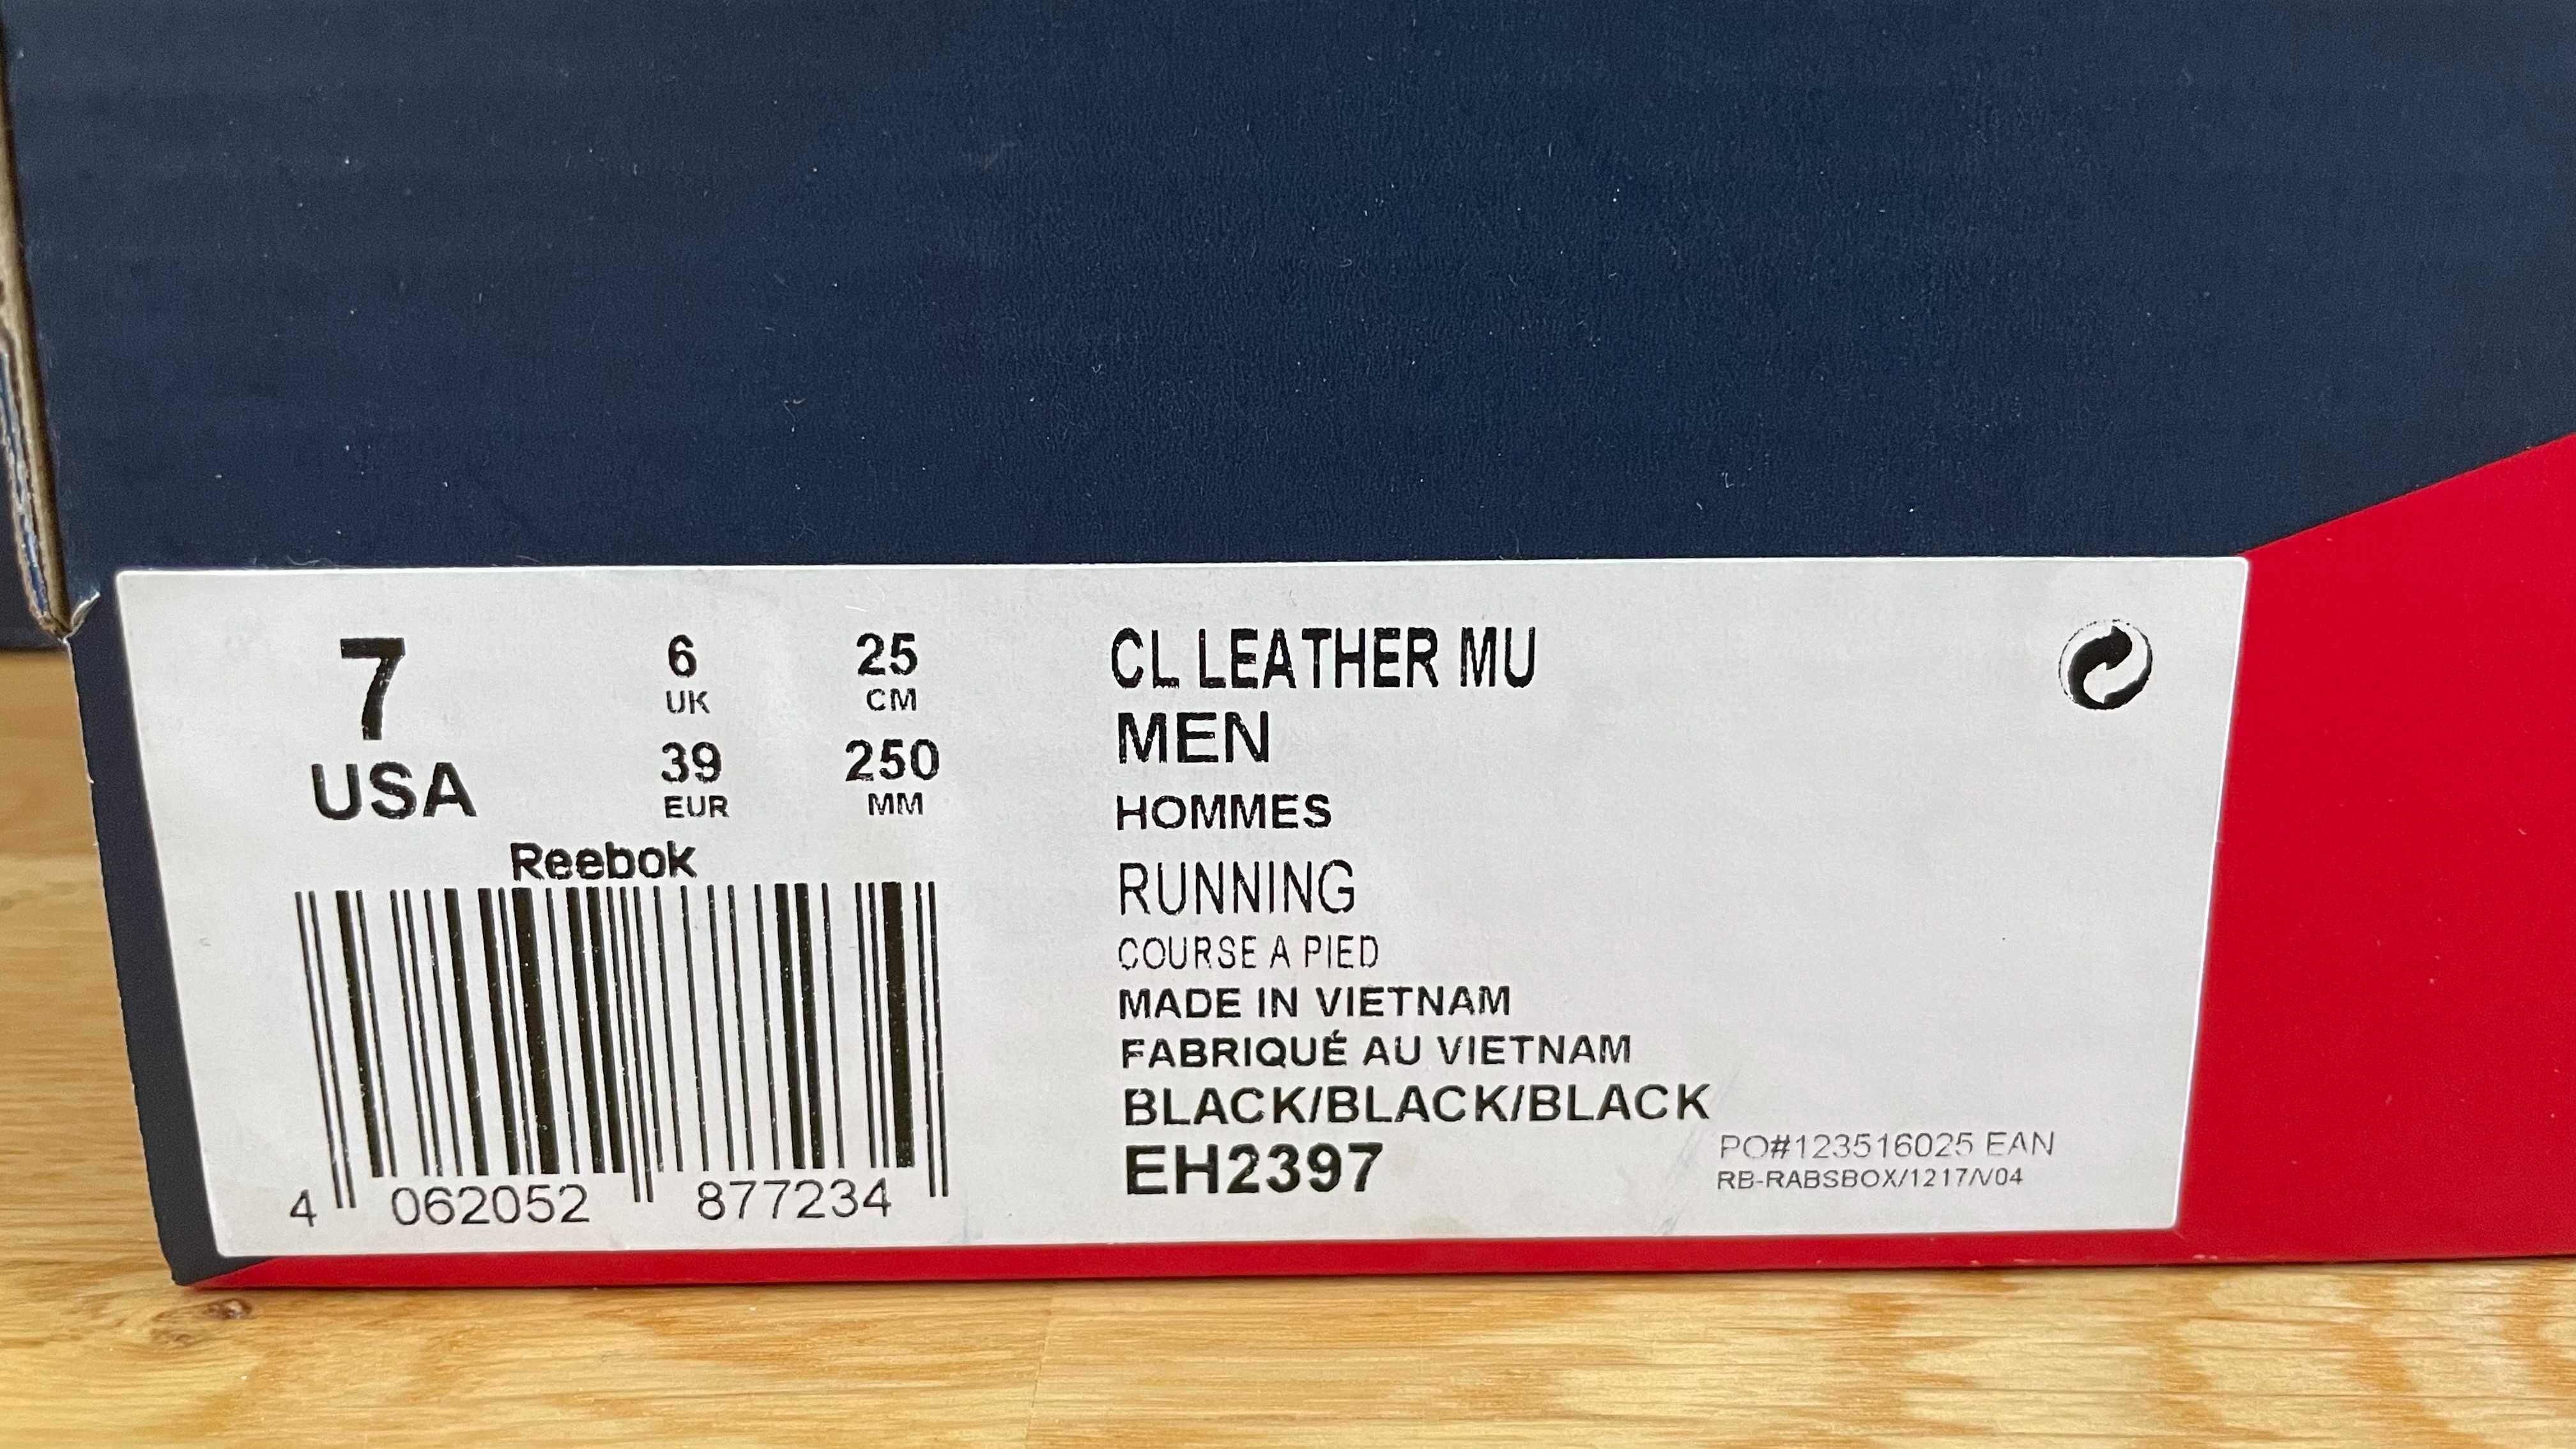 7
USA
6
UK
25
CM
39
EUR
250
MM
Reebok
4 062052 877234
CL LEATHER MU
MEN
HOMMES
RUNNING
COURSE A PIED
MADE IN VIETNAM
FABRIQUÉ AU VIETNAM
BLACK/BLACK/BLACK
EH2397
PO#123516025 EAN
RB-RABSBOX/1217/V04